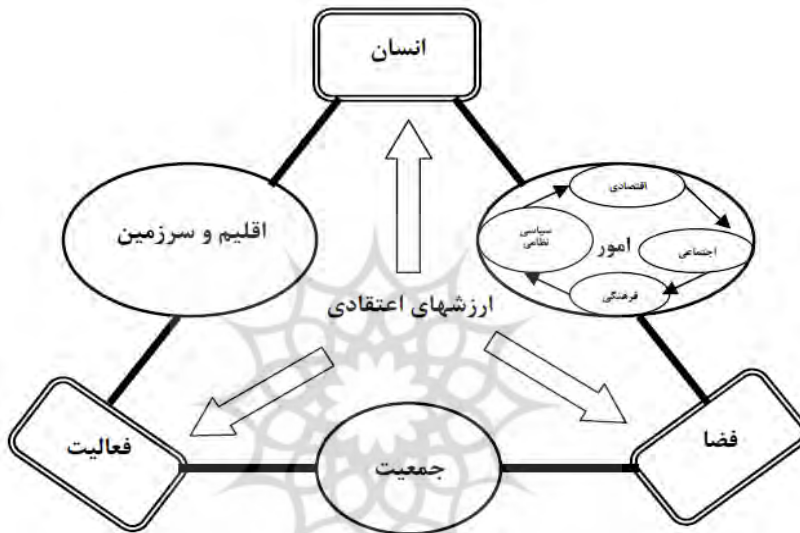 انسان
اقتصادی
اقلیم و سرزمین
سیاسی
نظامی
امور
اجتماعی
فرهنگی
ارزشهای اعتقادی
فعالیت
جمعیت
فضا